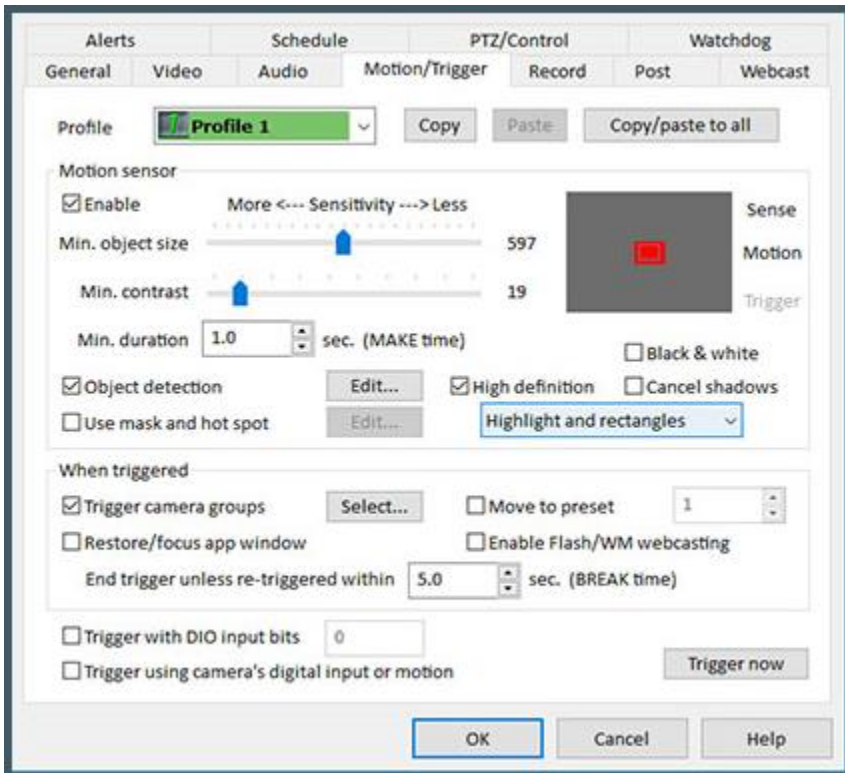 Alerts Schedule PTZ/Control Watchdog
General Video Audio Motion/Trigger Record Post Webcast
Profile 1 Profile 1 Copy Paste Copy/paste to all
Motion sensor
Enable More <--- Sensitivity ---> Less Sense
Min. object size 597 Motion
Min. contrast 19 Trigger
Min. duration 1.0 sec. (MAKE time)
Black & white
Object detection Edit... High definition Cancel shadows
Use mask and hot spot Edit... Highlight and rectangles
When triggered
Trigger camera groups Select... Move to preset 1
Restore/focus app window Enable Flash/WM webcasting
End trigger unless re-triggered within 5.0 sec. (BREAK time)
Trigger with DIO input bits 0
Trigger using camera's digital input or motion Trigger now
OK Cancel Help